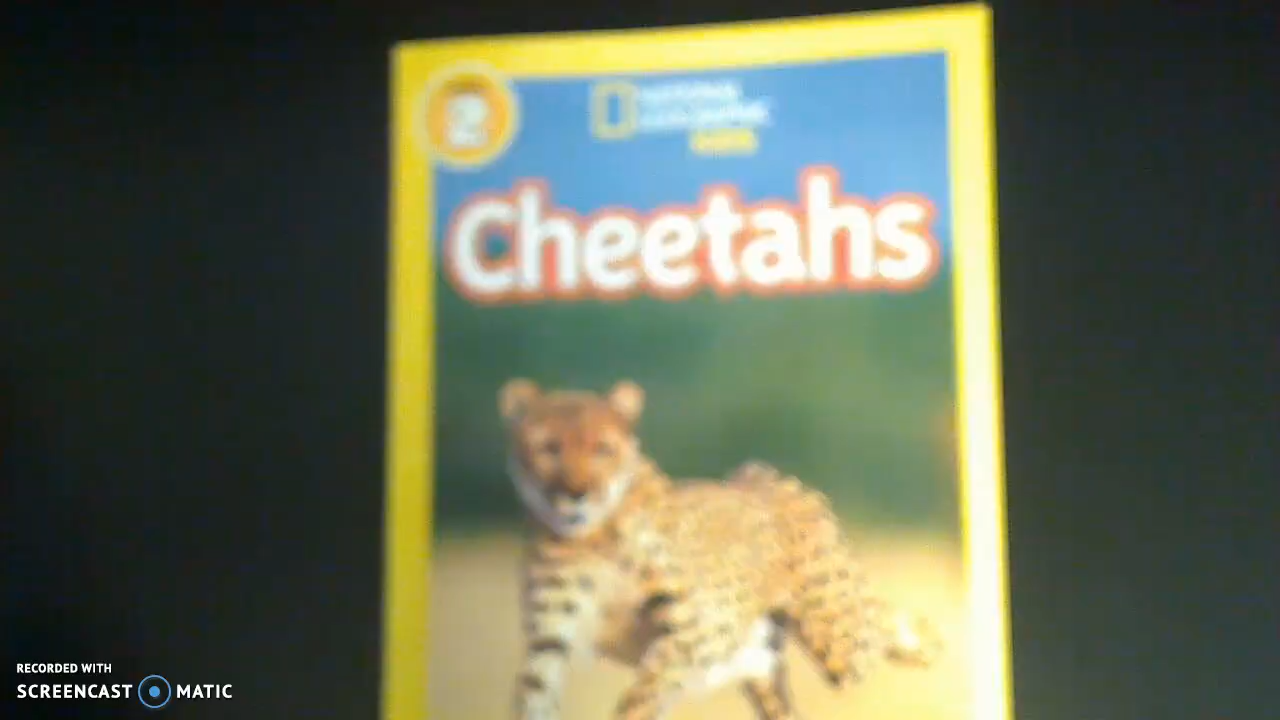 2
NATIONAL
GEOGRAPHIC
KIDS
Cheetahs
RECORDED WITH
SCREENCAST MATIC